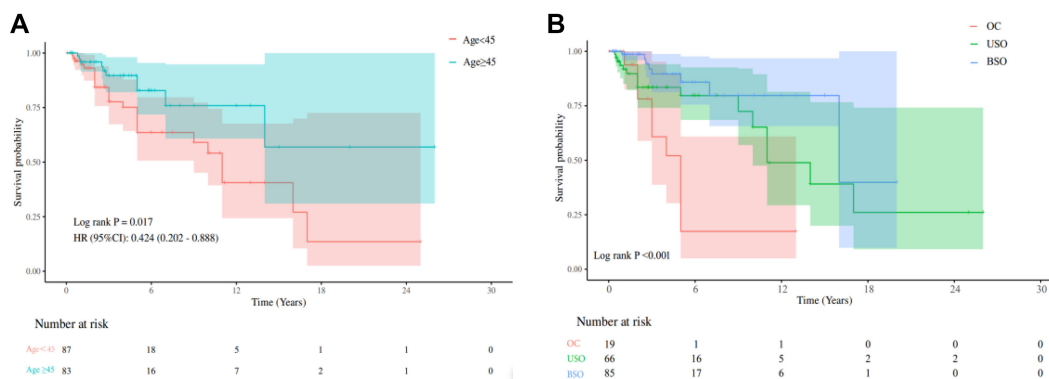 A
Age<45
Age≥45
1.00
0.75
0.50
0.25
0.00
Survival probability
Log rank P = 0.017
HR (95%CI): 0.424 (0.202 - 0.888)
0 6 12 18 24 30
Time (Years)
Number at risk
Age<45 87 18 5 1 1 0
Age≥45 83 16 7 2 1 0
B
OC
USO
BSO
1.00
0.75
0.50
0.25
0.00
Survival probability
Log rank P <0.001
0 6 12 18 24 30
Time (Years)
Number at risk
OC 19 1 1 0 0 0
USO 66 16 5 2 2 0
BSO 85 17 6 1 0 0